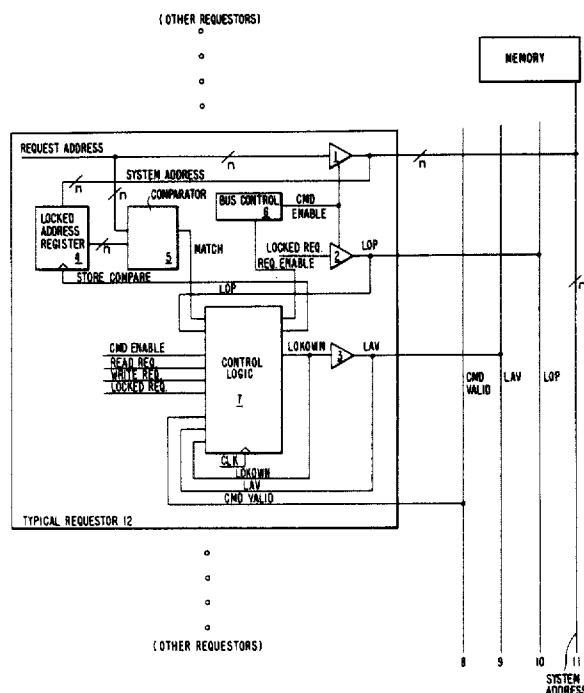 (OTHER REQUESTORS)
MEMORY
REQUEST ADDRESS
n
1
n
SYSTEM ADDRESS
n
n
COMPARATOR
BUS CONTROL
6
CMD
ENABLE
LOCKED
ADDRESS
REGISTER
4
n
5
MATCH
LOCKED REQ.
REQ. ENABLE
2
LOP
STORE COMPARE
LOP
n
CMD ENABLE
READ REQ.
WRITE REQ.
LOCKED REQ.
CONTROL
LOGIC
7
LOKOWN
3
LAV
CMD
VALID
LAV
LOP
CLK
LOKOWN
LAV
CMD VALID
TYPICAL REQUESTOR 12
(OTHER REQUESTORS)
8
9
10
11
SYSTEM
ADDRESS